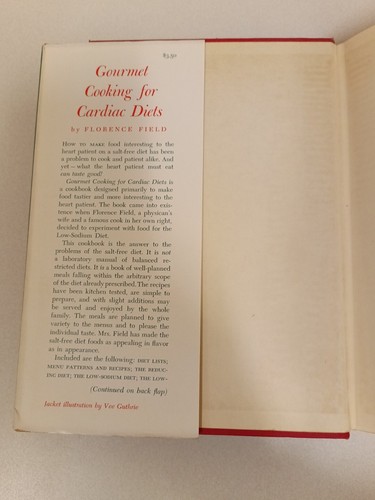 $3.50
Gourmet
Cooking for
Cardiac Diets
by FLORENCE FIELD
HOW TO MAKE food interesting to the
heart patient on a salt-free diet has been
a problem to cook and patient alike. And
yet—what the heart patient must eat
can taste good!
Gourmet Cooking for Cardiac Diets is
a cookbook designed primarily to make
food tastier and more interesting to the
heart patient. The book came into exist-
ence when Florence Field, a physican's
wife and a famous cook in her own right,
decided to experiment with food for the
Low-Sodium Diet.
This cookbook is the answer to the
problems of the salt-free diet. It is not
a laboratory manual of balanced re-
stricted diets. It is a book of well-planned
meals falling within the arbitrary scope
of the diet already prescribed. The recipes
have been kitchen tested, are simple to
prepare, and with slight additions may
be served and enjoyed by the whole
family. The meals are planned to give
variety to the menu and to please the
individual taste. Mrs. Field has made the
salt-free diet foods as appealing in flavor
as in appearance.
Included are the following: DIET LISTS;
MENU PATTERNS AND RECIPES; THE REDUC-
ING DIET; THE LOW-SODIUM DIET; THE LOW-
(Continued on back flap)
Jacket illustration by Vee Guthrie